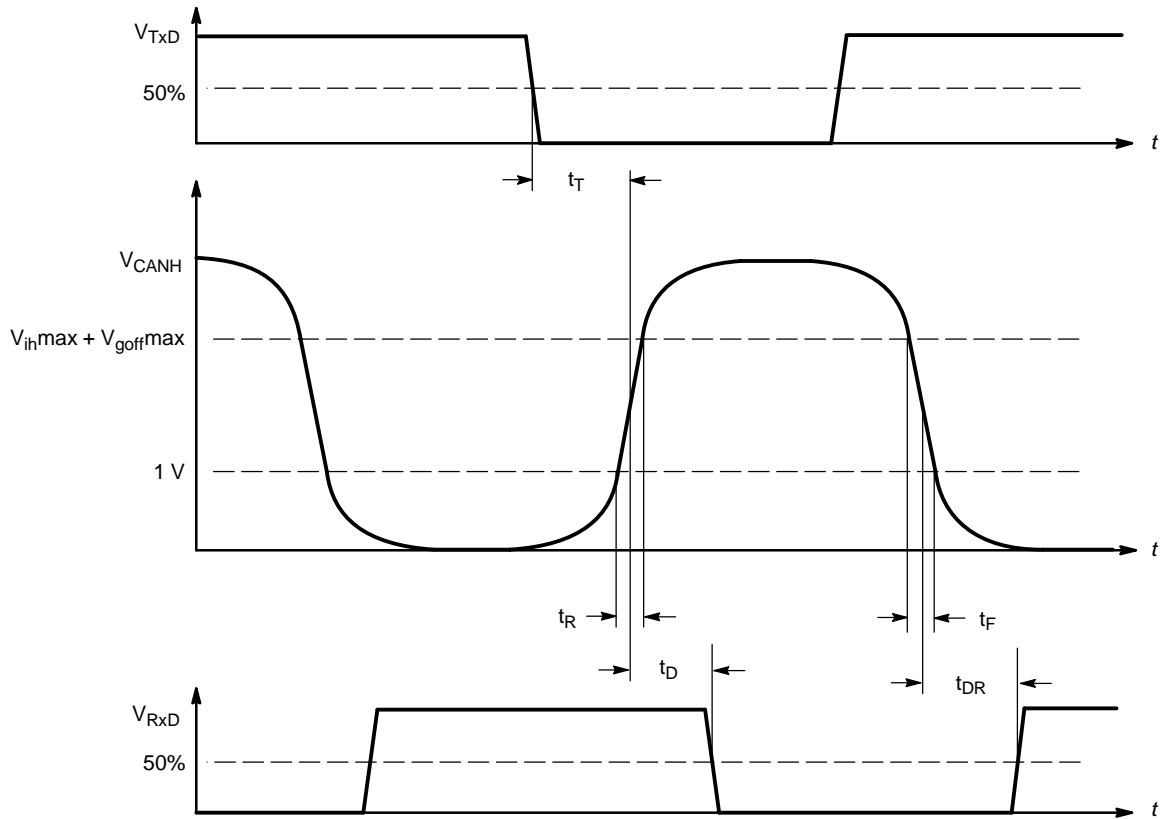 VTxD
50%
t
tT
VCANH
Vihmax + Vgoffmax
1 V
t
tR
tF
tD
tDR
VRxD
50%
t